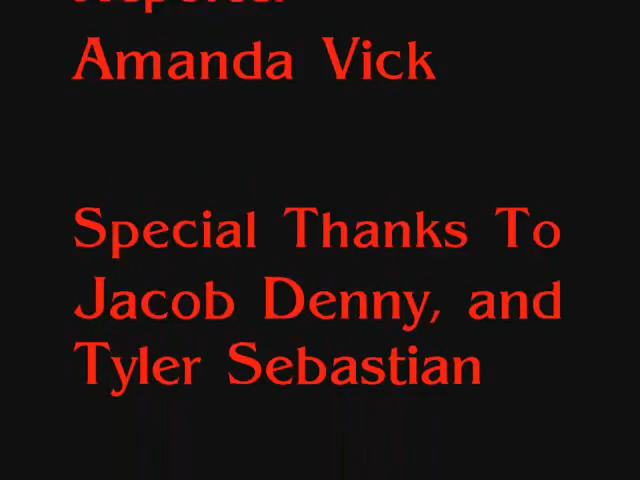 Amanda Vick
Special Thanks To
Jacob Denny, and
Tyler Sebastian